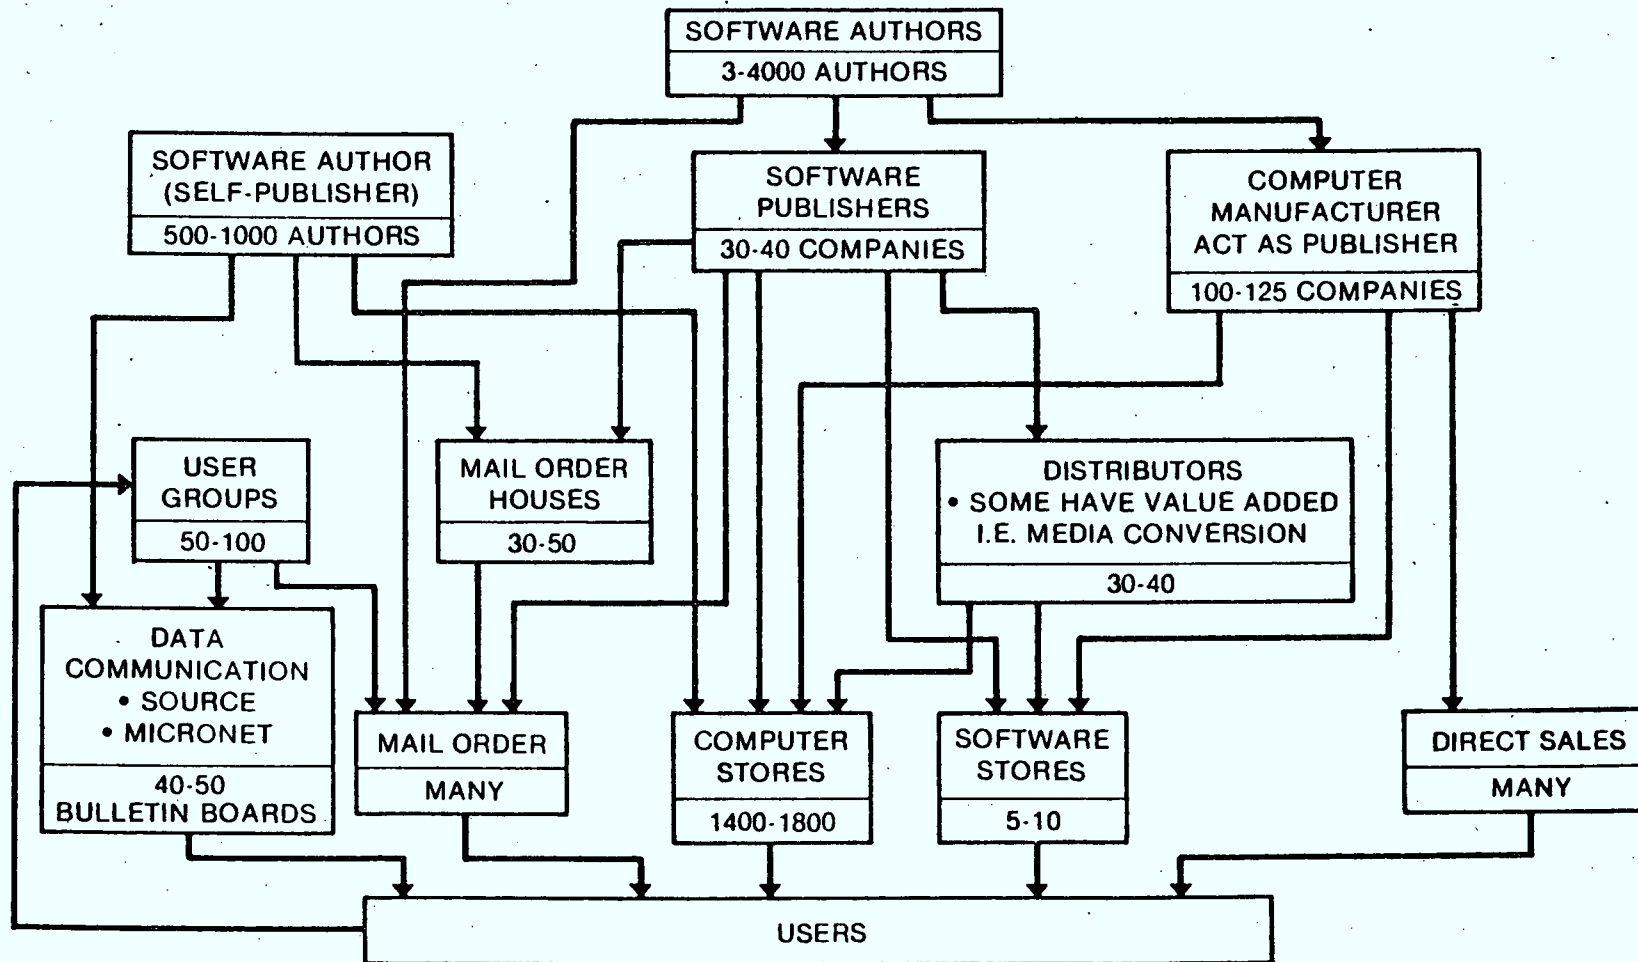 SOFTWARE AUTHORS
3-4000 AUTHORS
SOFTWARE AUTHOR
(SELF-PUBLISHER)
500-1000 AUTHORS
SOFTWARE
PUBLISHERS
30-40 COMPANIES
COMPUTER
MANUFACTURER
ACT AS PUBLISHER
100-125 COMPANIES
USER
GROUPS
50-100
MAIL ORDER
HOUSES
30-50
DISTRIBUTORS
• SOME HAVE VALUE ADDED
I.E. MEDIA CONVERSION
30-40
DATA
COMMUNICATION
• SOURCE
• MICRONET
40-50
BULLETIN BOARDS
MAIL ORDER
MANY
COMPUTER
STORES
1400-1800
SOFTWARE
STORES
5-10
DIRECT SALES
MANY
USERS